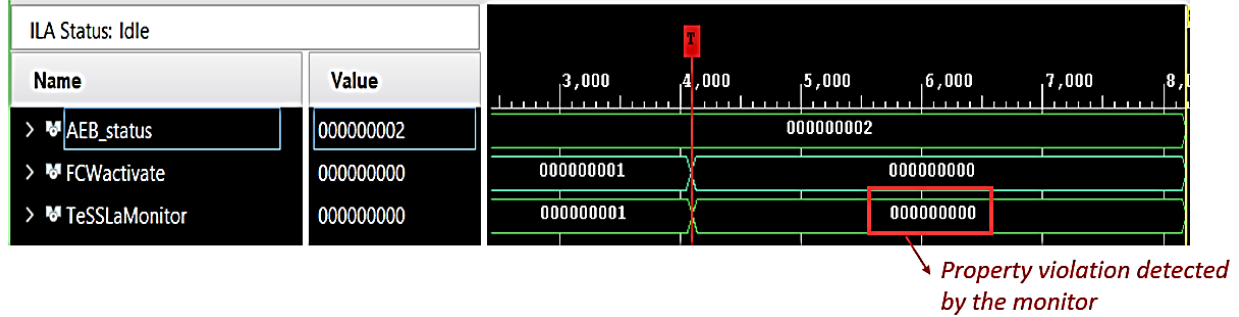 ILA Status: Idle
T
Name Value 3,000 4,000 5,000 6,000 7,000 8,
AEB_status 000000002 000000002
FCWactivate 000000000 000000001 000000000
TeSSLaMonitor 000000000 000000001 000000000
Property violation detected
by the monitor